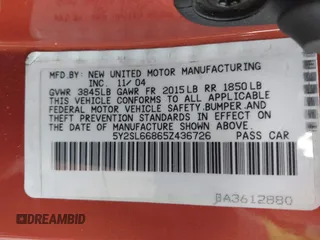 MFD.BY: NEW UNITED MOTOR MANUFACTURING
INC. 11/04
GVWR 3845LB GAWR FR 2015LB RR 1850LB
THIS VEHICLE CONFORMS TO ALL APPLICABLE
FEDERAL MOTOR VEHICLE SAFETY,BUMPER,AND
THEFT PREVENTION STANDARDS IN EFFECT ON
THE DATE OF MANUFACTURE SHOWN ABOVE.
5Y2SL66865Z436726 PASS CAR
BA3612880
DREAMBID